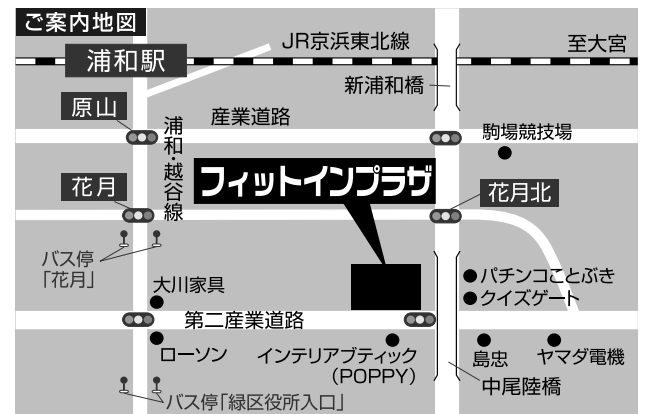 ご案内地図
JR京浜東北線
至大宮
浦和駅
新浦和橋
原山
産業道路
駒場競技場
浦和・越谷線
フィットインプラザ
花月
花月北
バス停
「花月」
大川家具
パチンコことぶき
クイズゲート
第二産業道路
ローソン
インテリアブティック
(POPPY)
島忠
ヤマダ電機
中尾陸橋
バス停「緑区役所入口」